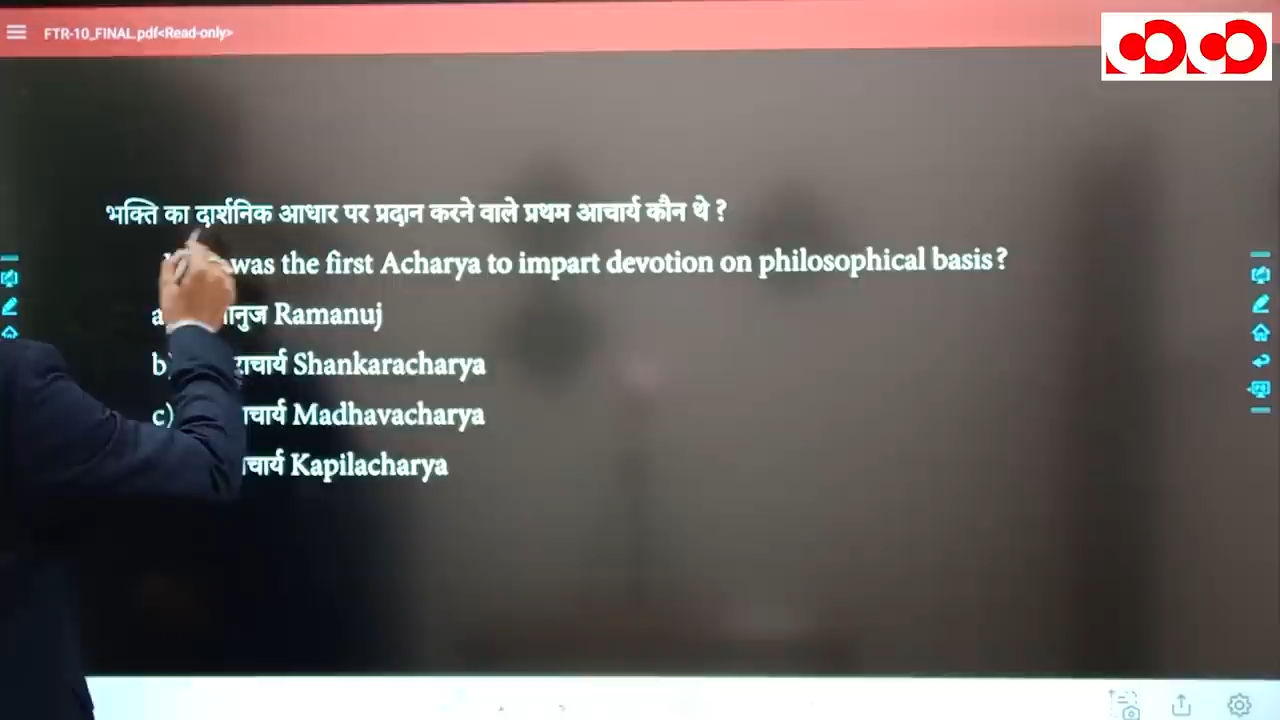 FTR-10_FINAL.pdf<Read-only>
भक्ति का दार्शनिक आधार पर प्रदान करने वाले प्रथम आचार्य कौन थे ?
was the first Acharya to impart devotion on philosophical basis?
a Ramanuj
b) Shankaracharya
c) Madhavacharya
Kapilacharya